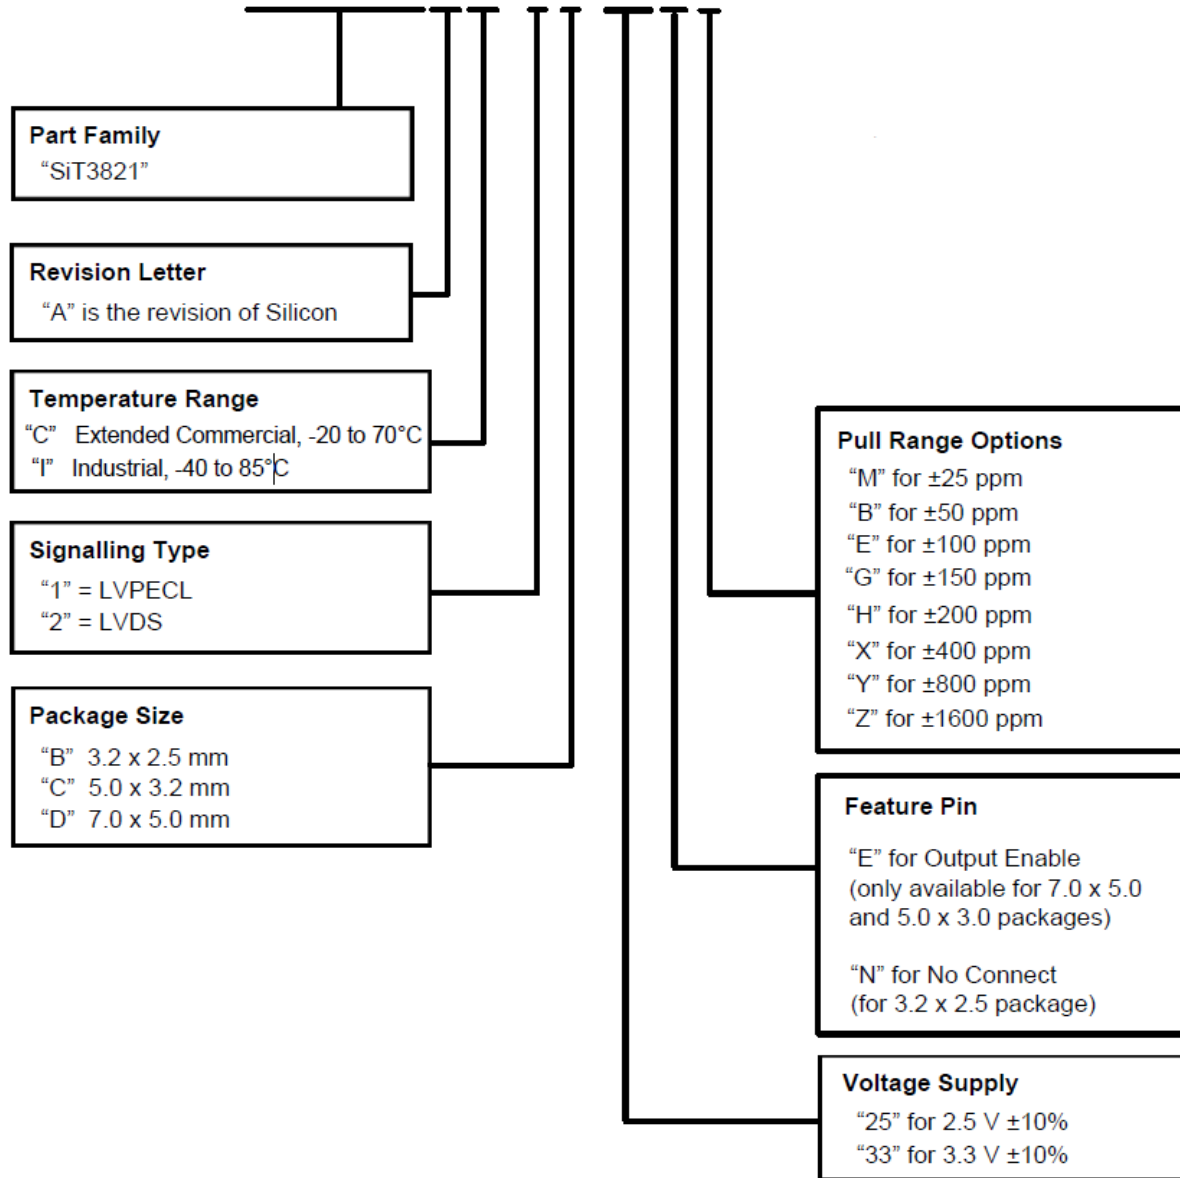 Part Family
“SiT3821”
Revision Letter
“A” is the revision of Silicon
Temperature Range
“C” Extended Commercial, -20 to 70°C
“I” Industrial, -40 to 85°C
Signalling Type
“1” = LVPECL
“2” = LVDS
Package Size
“B” 3.2 x 2.5 mm
“C” 5.0 x 3.2 mm
“D” 7.0 x 5.0 mm
Pull Range Options
“M” for ±25 ppm
“B” for ±50 ppm
“E” for ±100 ppm
“G” for ±150 ppm
“H” for ±200 ppm
“X” for ±400 ppm
“Y” for ±800 ppm
“Z” for ±1600 ppm
Feature Pin
“E” for Output Enable
(only available for 7.0 x 5.0
and 5.0 x 3.0 packages)
“N” for No Connect
(for 3.2 x 2.5 package)
Voltage Supply
“25” for 2.5 V ±10%
“33” for 3.3 V ±10%